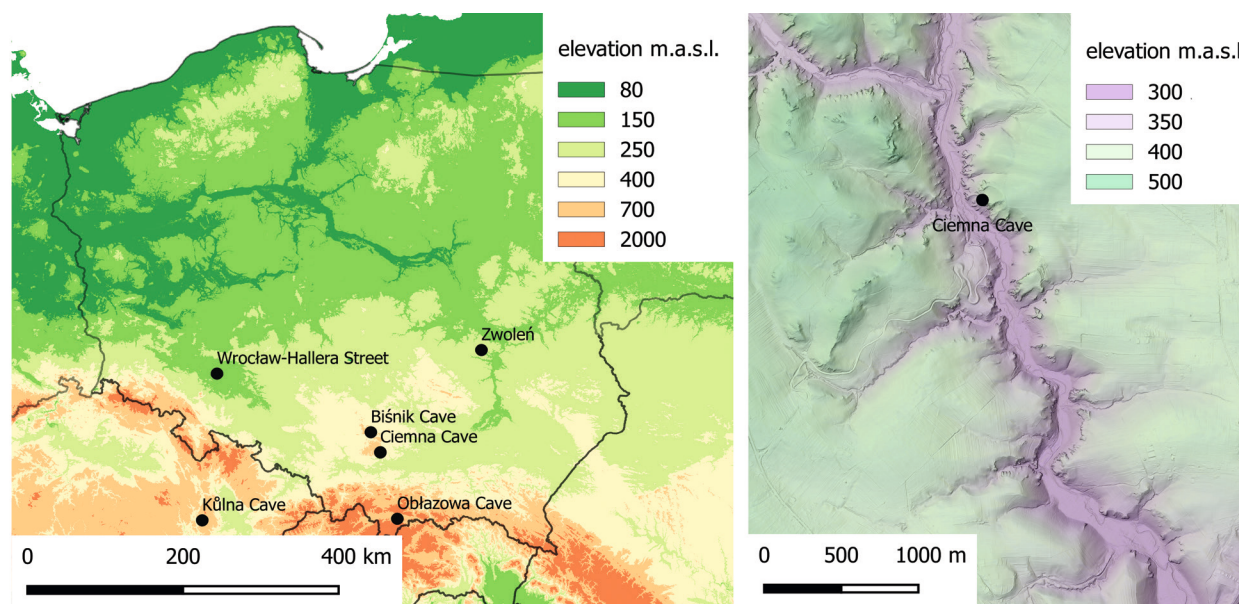 elevation m.a.s.l.
80
150
250
400
700
2000
Zwoleń
Wrocław-Hallera Street
Biśnik Cave
Ciemna Cave
Kůlna Cave
Obłazowa Cave
0 200 400 km
elevation m.a.s.l
300
350
400
500
Ciemna Cave
0 500 1000 m